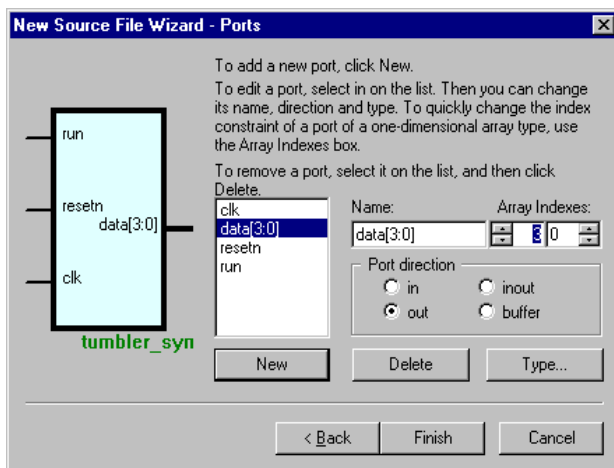 New Source File Wizard - Ports
To add a new port, click New.
To edit a port, select in on the list. Then you can change
its name, direction and type. To quickly change the index
constraint of a port of a one-dimensional array type, use
the Array Indexes box.
To remove a port, select it on the list, and then click
Delete.
run
resetn
data[3:0]
clk
tumbler_syn
clk
data[3:0]
resetn
run
Name:
Array Indexes:
data[3:0]
3
0
Port direction
in
inout
out
buffer
New
Delete
Type...
< Back
Finish
Cancel